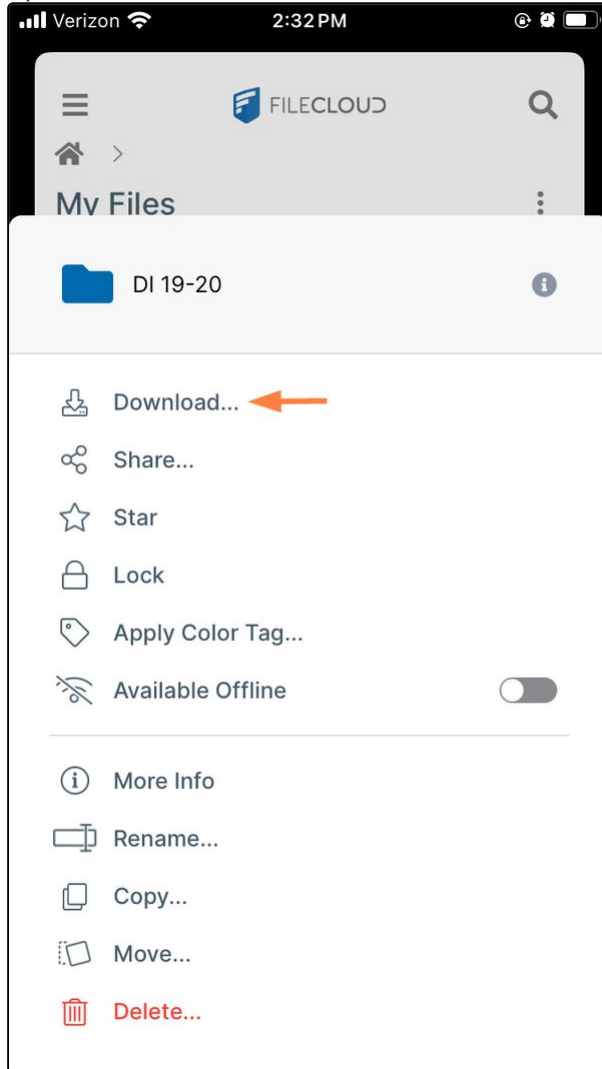 Verizon 2:32 PM
FILECLOUD
My Files
DI 19-20
Download...
Share...
Star
Lock
Apply Color Tag...
Available Offline
More Info
Rename...
Copy...
Move...
Delete...